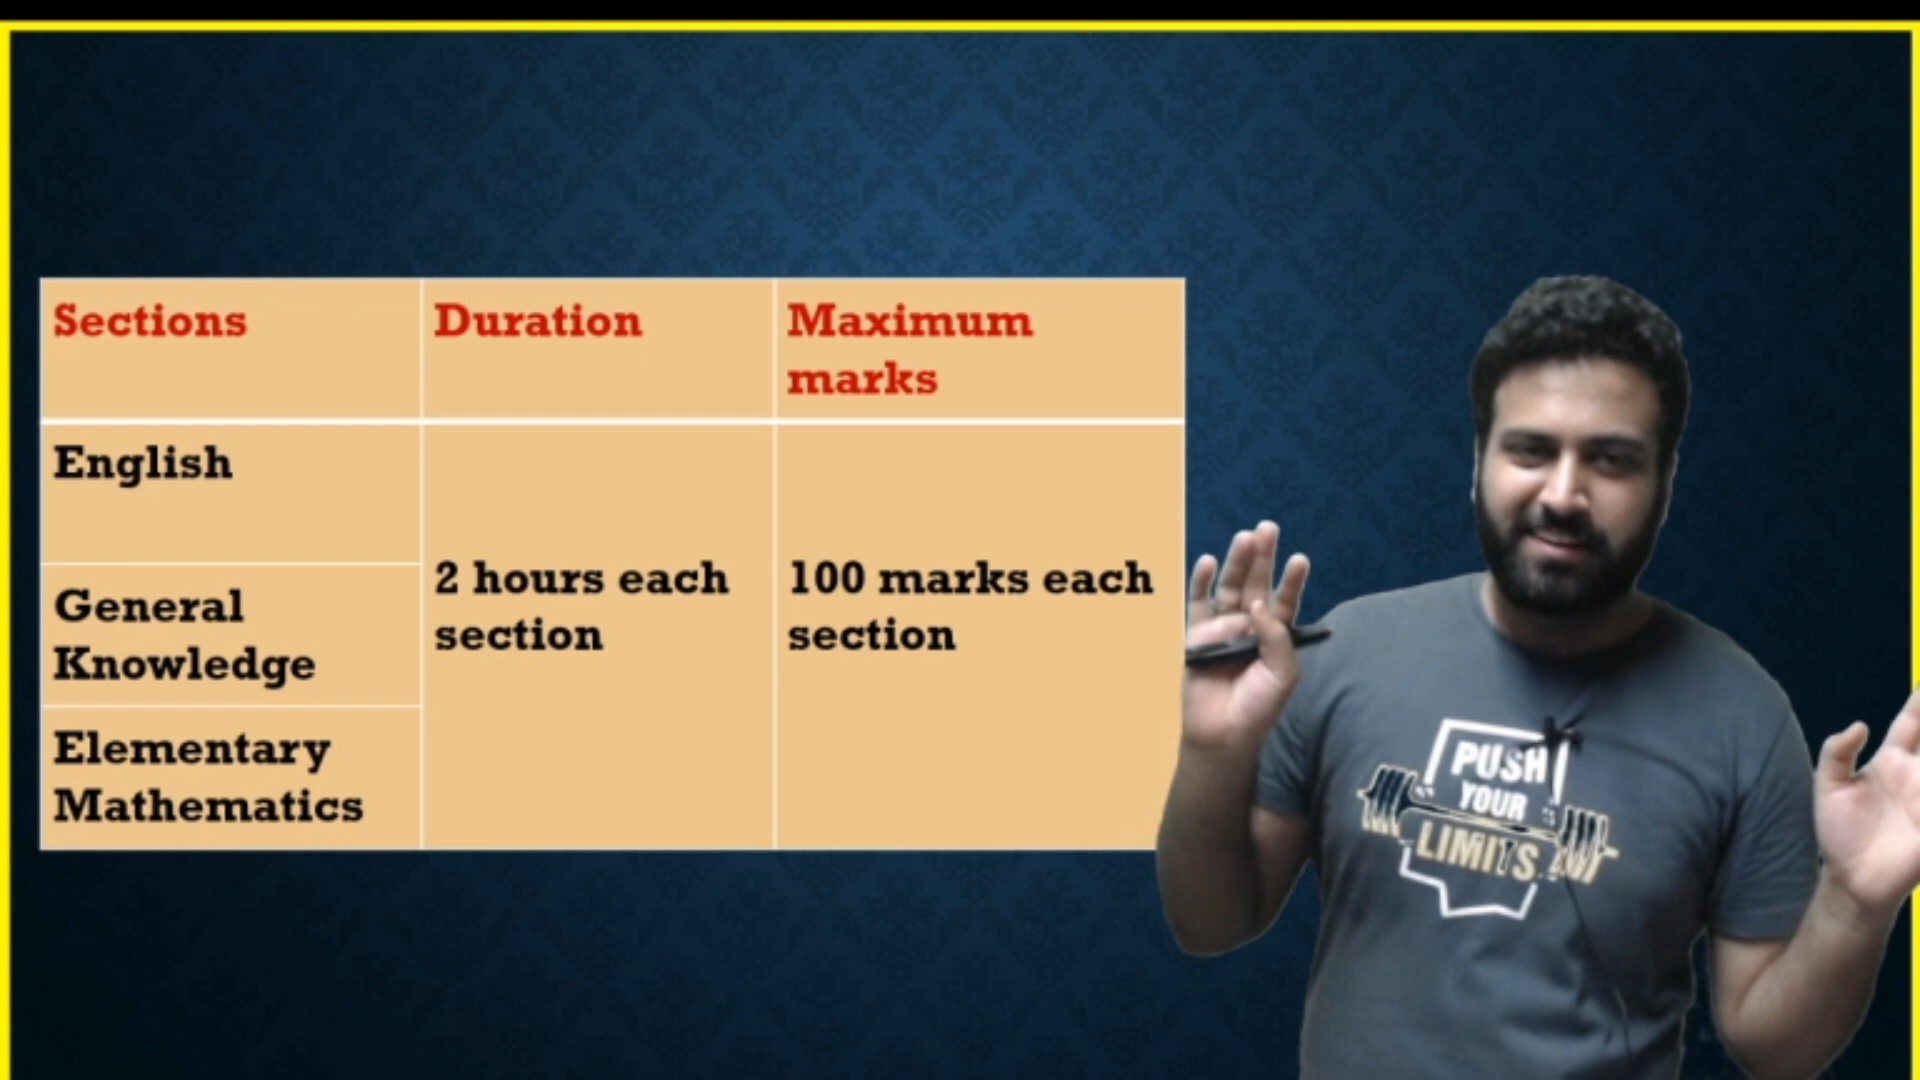 Sections
Duration
Maximum
marks
English
General
Knowledge
Elementary
Mathematics
2 hours each
section
100 marks each
section
PUSH
YOUR
LIMITS